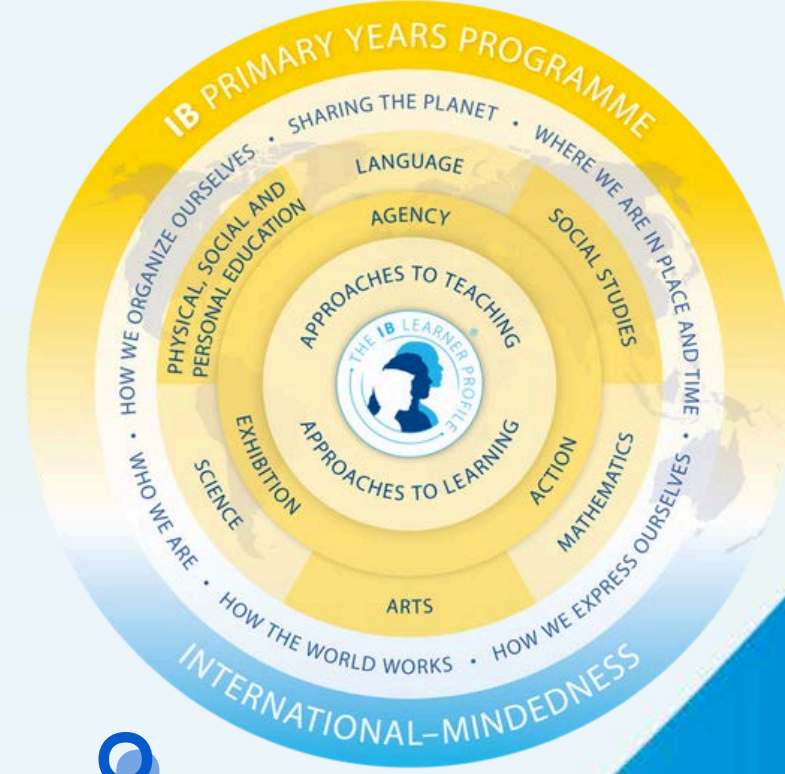 IB PRIMARY YEARS PROGRAMME
HOW WE ORGANIZE OURSELVES • SHARING THE PLANET • WHERE WE ARE IN PLACE AND TIME •
LANGUAGE
PHYSICAL, SOCIAL AND
PERSONAL EDUCATION
SOCIAL STUDIES
AGENCY
APPROACHES TO TEACHING
THE IB LEARNER PROFILE
®
APPROACHES TO LEARNING
EXHIBITION
ACTION
SCIENCE
MATHEMATICS
ARTS
• WHO WE ARE • HOW THE WORLD WORKS • HOW WE EXPRESS OURSELVES
INTERNATIONAL–MINDEDNESS